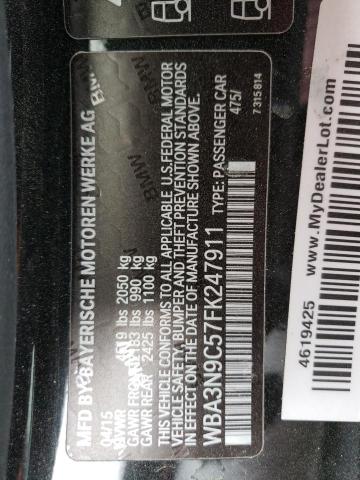 MFD BY BAYERISCHE MOTOREN WERKE AG
04/15
GVWR 4519 lbs 2050 kg
GAWR FRONT 2183 lbs 990 kg
GAWR REAR 2425 lbs 1100 kg
THIS VEHICLE CONFORMS TO ALL APPLICABLE U.S.FEDERAL MOTOR
VEHICLE SAFETY, BUMPER, AND THEFT PREVENTION STANDARDS
IN EFFECT ON THE DATE OF MANUFACTURE SHOWN ABOVE.
WBA3N9C57FK247911 TYPE: PASSENGER CAR
475/
7 315 814
BMW
BMW
4619425
www.MyDealerLot.com